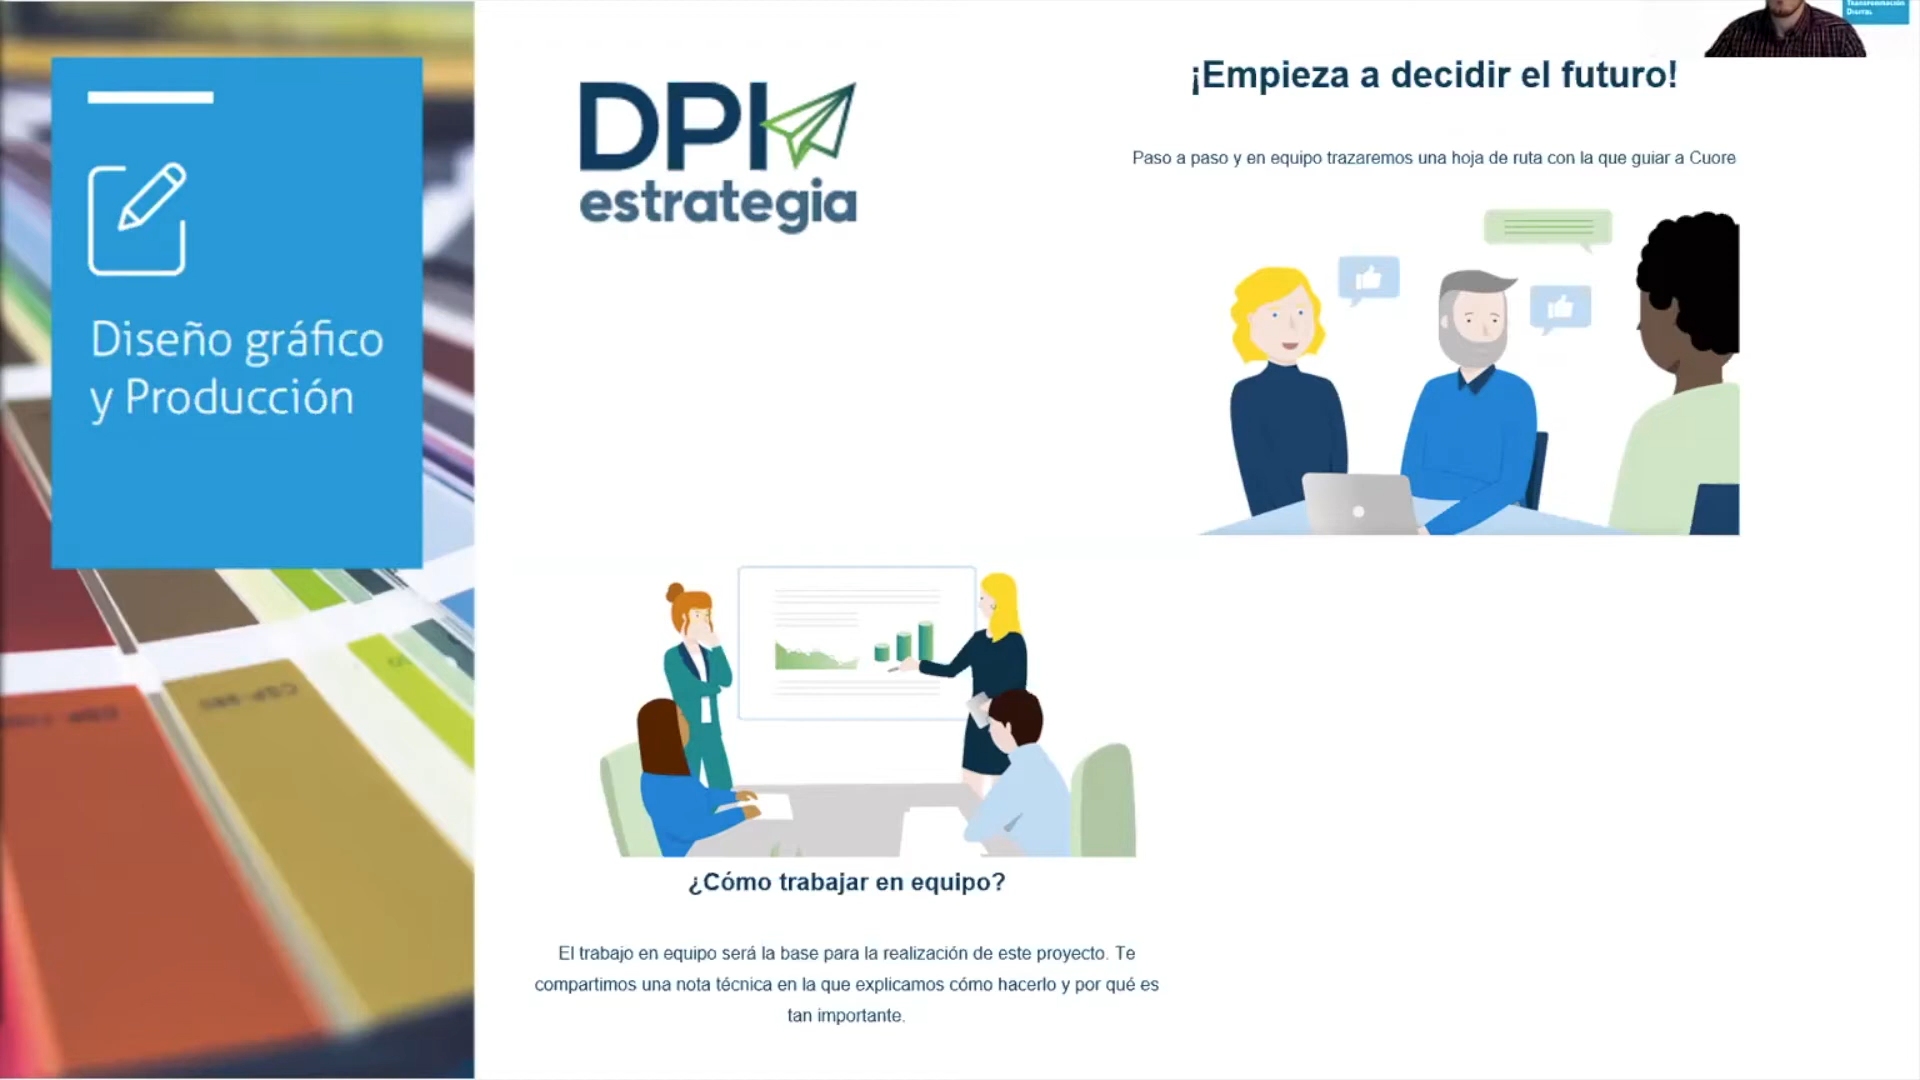 Diseño gráfico
y Producción
DPI
estrategia
Transformación
Digital
¡Empieza a decidir el futuro!
Paso a paso y en equipo trazaremos una hoja de ruta con la que guiar a Cuore
¿Cómo trabajar en equipo?
El trabajo en equipo será la base para la realización de este proyecto. Te
compartimos una nota técnica en la que explicamos cómo hacerlo y por qué es
tan importante.